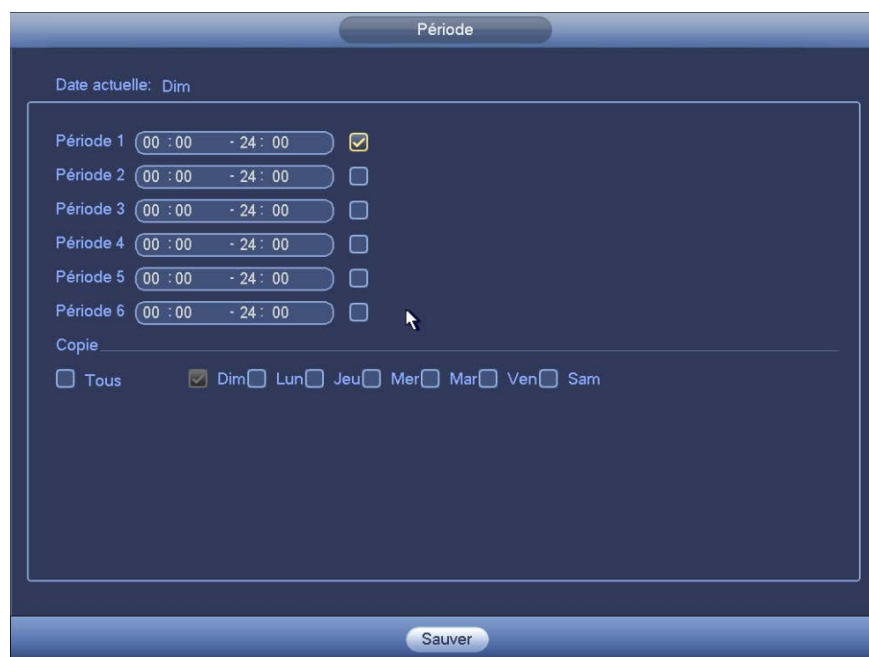 Période
Date actuelle: Dim
Période 1 00 :00 - 24 : 00
Période 2 00 :00 - 24 : 00
Période 3 00 :00 - 24 : 00
Période 4 00 :00 - 24 : 00
Période 5 00 :00 - 24 : 00
Période 6 00 :00 - 24 : 00
Copie
Tous Dim Lun Jeu Mer Mar Ven Sam
Sauver